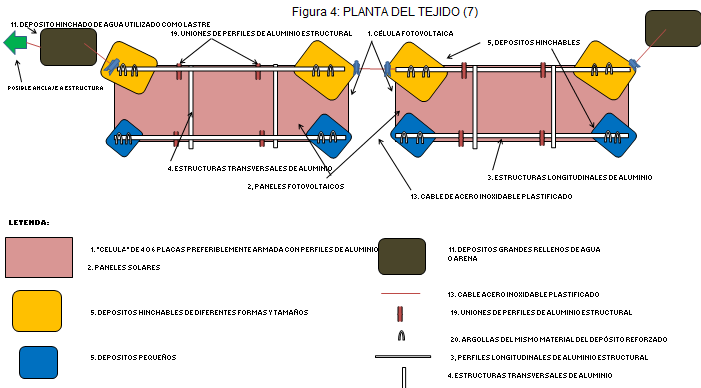 Figura 4: PLANTA DEL TEJIDO (7)
11. DEPOSITO HINCHADO DE AGUA UTILIZADO COMO LASTRE
19. UNIONES DE PERFILES DE ALUMINIO ESTRUCTURAL
1. CÉLULA FOTOVOLTAICA
5, DEPOSITOS HINCHABLES
POSIBLE ANCLAJE A ESTRUCTURA
4. ESTRUCTURAS TRANSVERSALES DE ALUMINIO
2, PANELES FOTOVOLTAICOS
3. ESTRUCTURAS LONGITUDINALES DE ALUMINIO
13. CABLE DE ACERO INOXIDABLE PLASTIFICADO
LEYENDA:
1. "CELULA" DE 4 O 6 PLACAS PREFERIBLEMENTE ARMADA CON PERFILES DE ALUMINIO
2. PANELES SOLARES
5. DEPOSITOS HINCHABLES DE DIFERENTES FORMAS Y TAMAÑOS
5. DEPOSITOS PEQUEÑOS
11. DEPOSITOS GRANDES RELLENOS DE AGUA
O ARENA
13. CABLE ACERO INOXIDABLE PLASTIFICADO
19. UNIONES DE PERFILES DE ALUMINIO ESTRUCTURAL
20. ARGOLLAS DEL MISMO MATERIAL DEL DEPÓSITO REFORZADO
3, PERFILES LONGITUDINALES DE ALUMINIO ESTRUCTURAL
4. ESTRUCTURAS TRANSVERSALES DE ALUMINIO